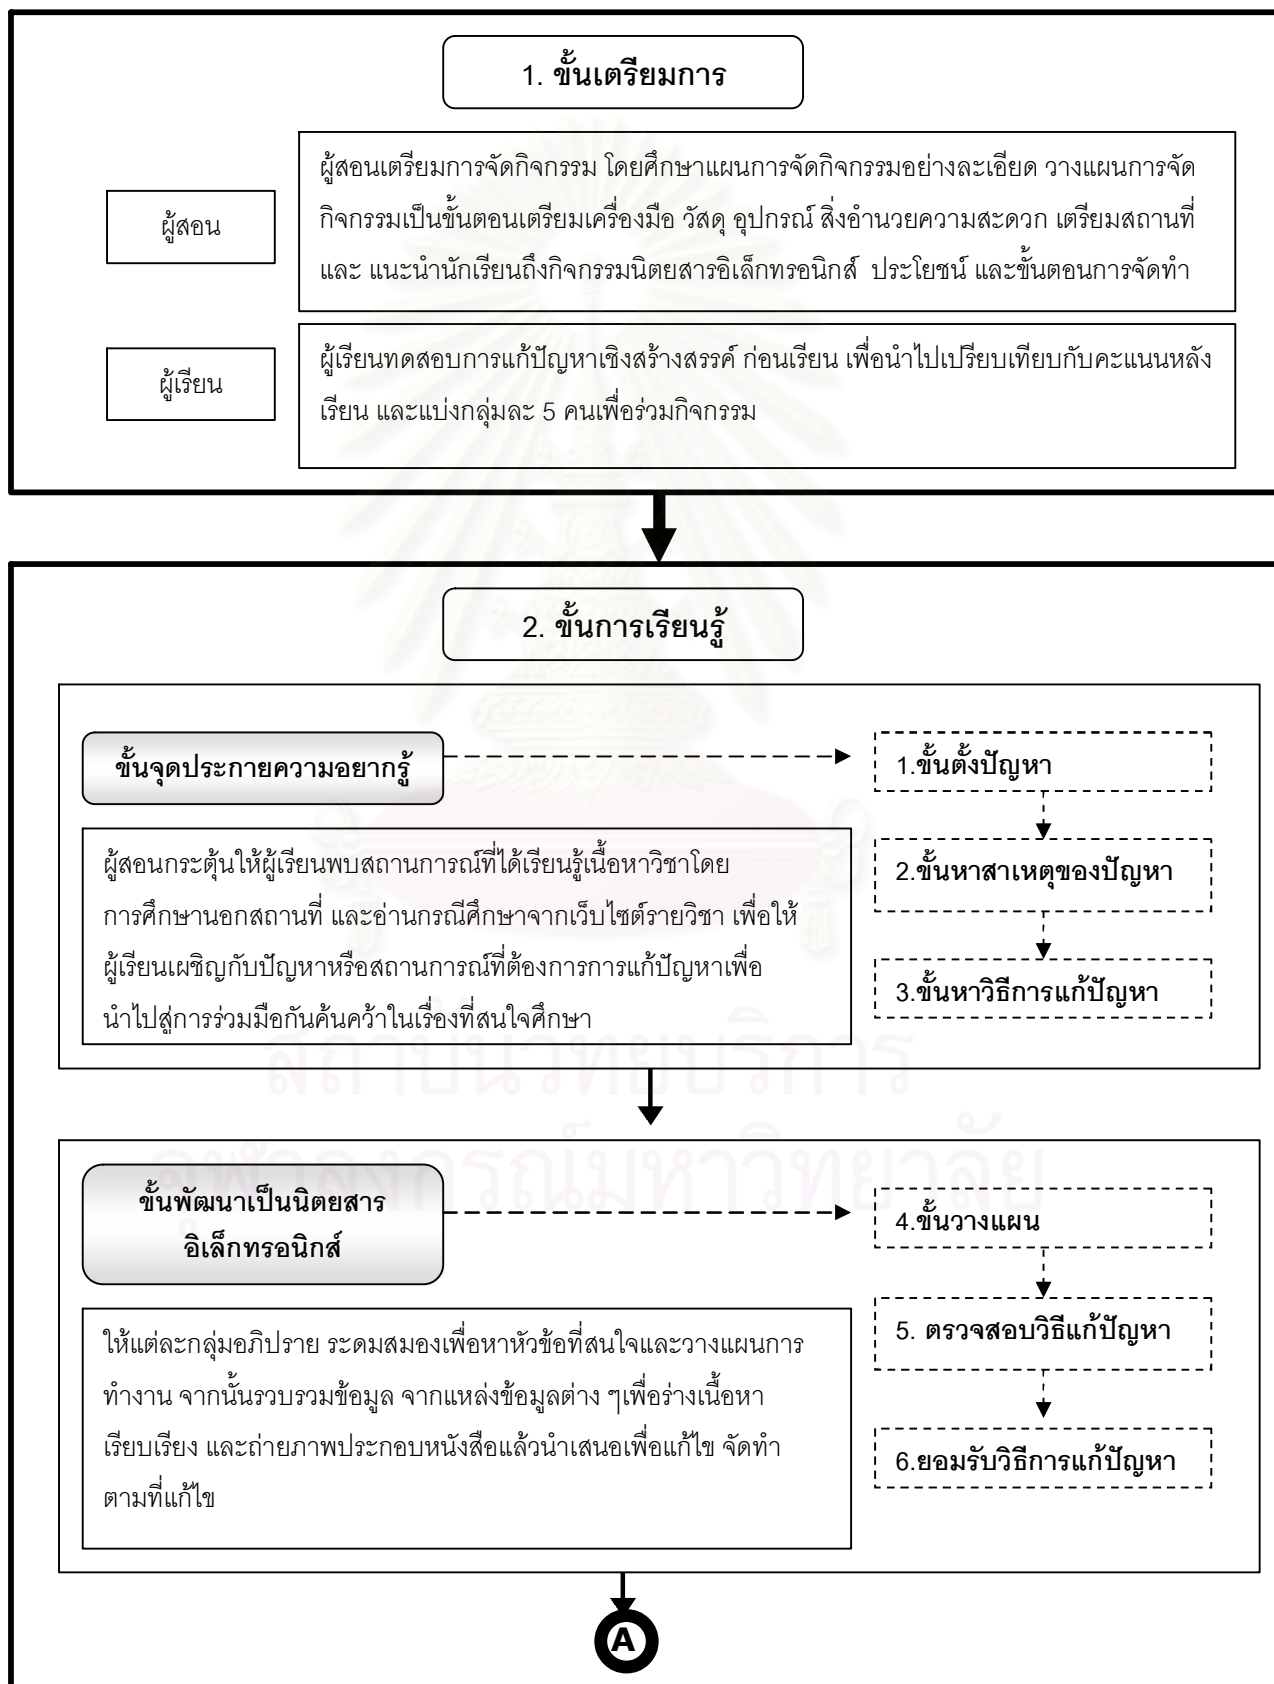 1. ขั้นเตรียมการ
ผู้สอน
ผู้สอนเตรียมการจัดกิจกรรม โดยศึกษาแผนการจัดกิจกรรมอย่างละเอียด วางแผนการจัด
กิจกรรมเป็นขั้นตอนเตรียมเครื่องมือ วัสดุ อุปกรณ์ สิ่งอำนวยความสะดวก เตรียมสถานที่
และ แนะนำนักเรียนถึงกิจกรรมนิตยสารอิเล็กทรอนิกส์ ประโยชน์ และขั้นตอนการจัดทำ
ผู้เรียน
ผู้เรียนทดสอบการแก้ปัญหาเชิงสร้างสรรค์ ก่อนเรียน เพื่อนำไปเปรียบเทียบกับคะแนนหลัง
เรียน และแบ่งกลุ่มละ 5 คนเพื่อร่วมกิจกรรม
2. ขั้นการเรียนรู้
ขั้นจุดประกายความอยากรู้
ผู้สอนกระตุ้นให้ผู้เรียนพบสถานการณ์ที่ได้เรียนรู้เนื้อหาวิชาโดย
การศึกษานอกสถานที่ และอ่านกรณีศึกษาจากเว็บไซต์รายวิชา เพื่อให้
ผู้เรียนเผชิญกับปัญหาหรือสถานการณ์ที่ต้องการการแก้ปัญหาเพื่อ
นำไปสู่การร่วมมือกันค้นคว้าในเรื่องที่สนใจศึกษา
1.ขั้นตั้งปัญหา
2.ขั้นหาสาเหตุของปัญหา
3.ขั้นหาวิธีการแก้ปัญหา
สถาบันวิทยบริการ
จุฬาลงกรณ์มหาวิทยาลัย
ขั้นพัฒนาเป็นนิตยสาร
อิเล็กทรอนิกส์
ให้แต่ละกลุ่มอภิปราย ระดมสมองเพื่อหาหัวข้อที่สนใจและวางแผนการ
ทำงาน จากนั้นรวบรวมข้อมูล จากแหล่งข้อมูลต่าง ๆเพื่อร่างเนื้อหา
เรียบเรียง และถ่ายภาพประกอบหนังสือแล้วนำเสนอเพื่อแก้ไข จัดทำ
ตามที่แก้ไข
4.ขั้นวางแผน
5. ตรวจสอบวิธีแก้ปัญหา
6.ยอมรับวิธีการแก้ปัญหา
A